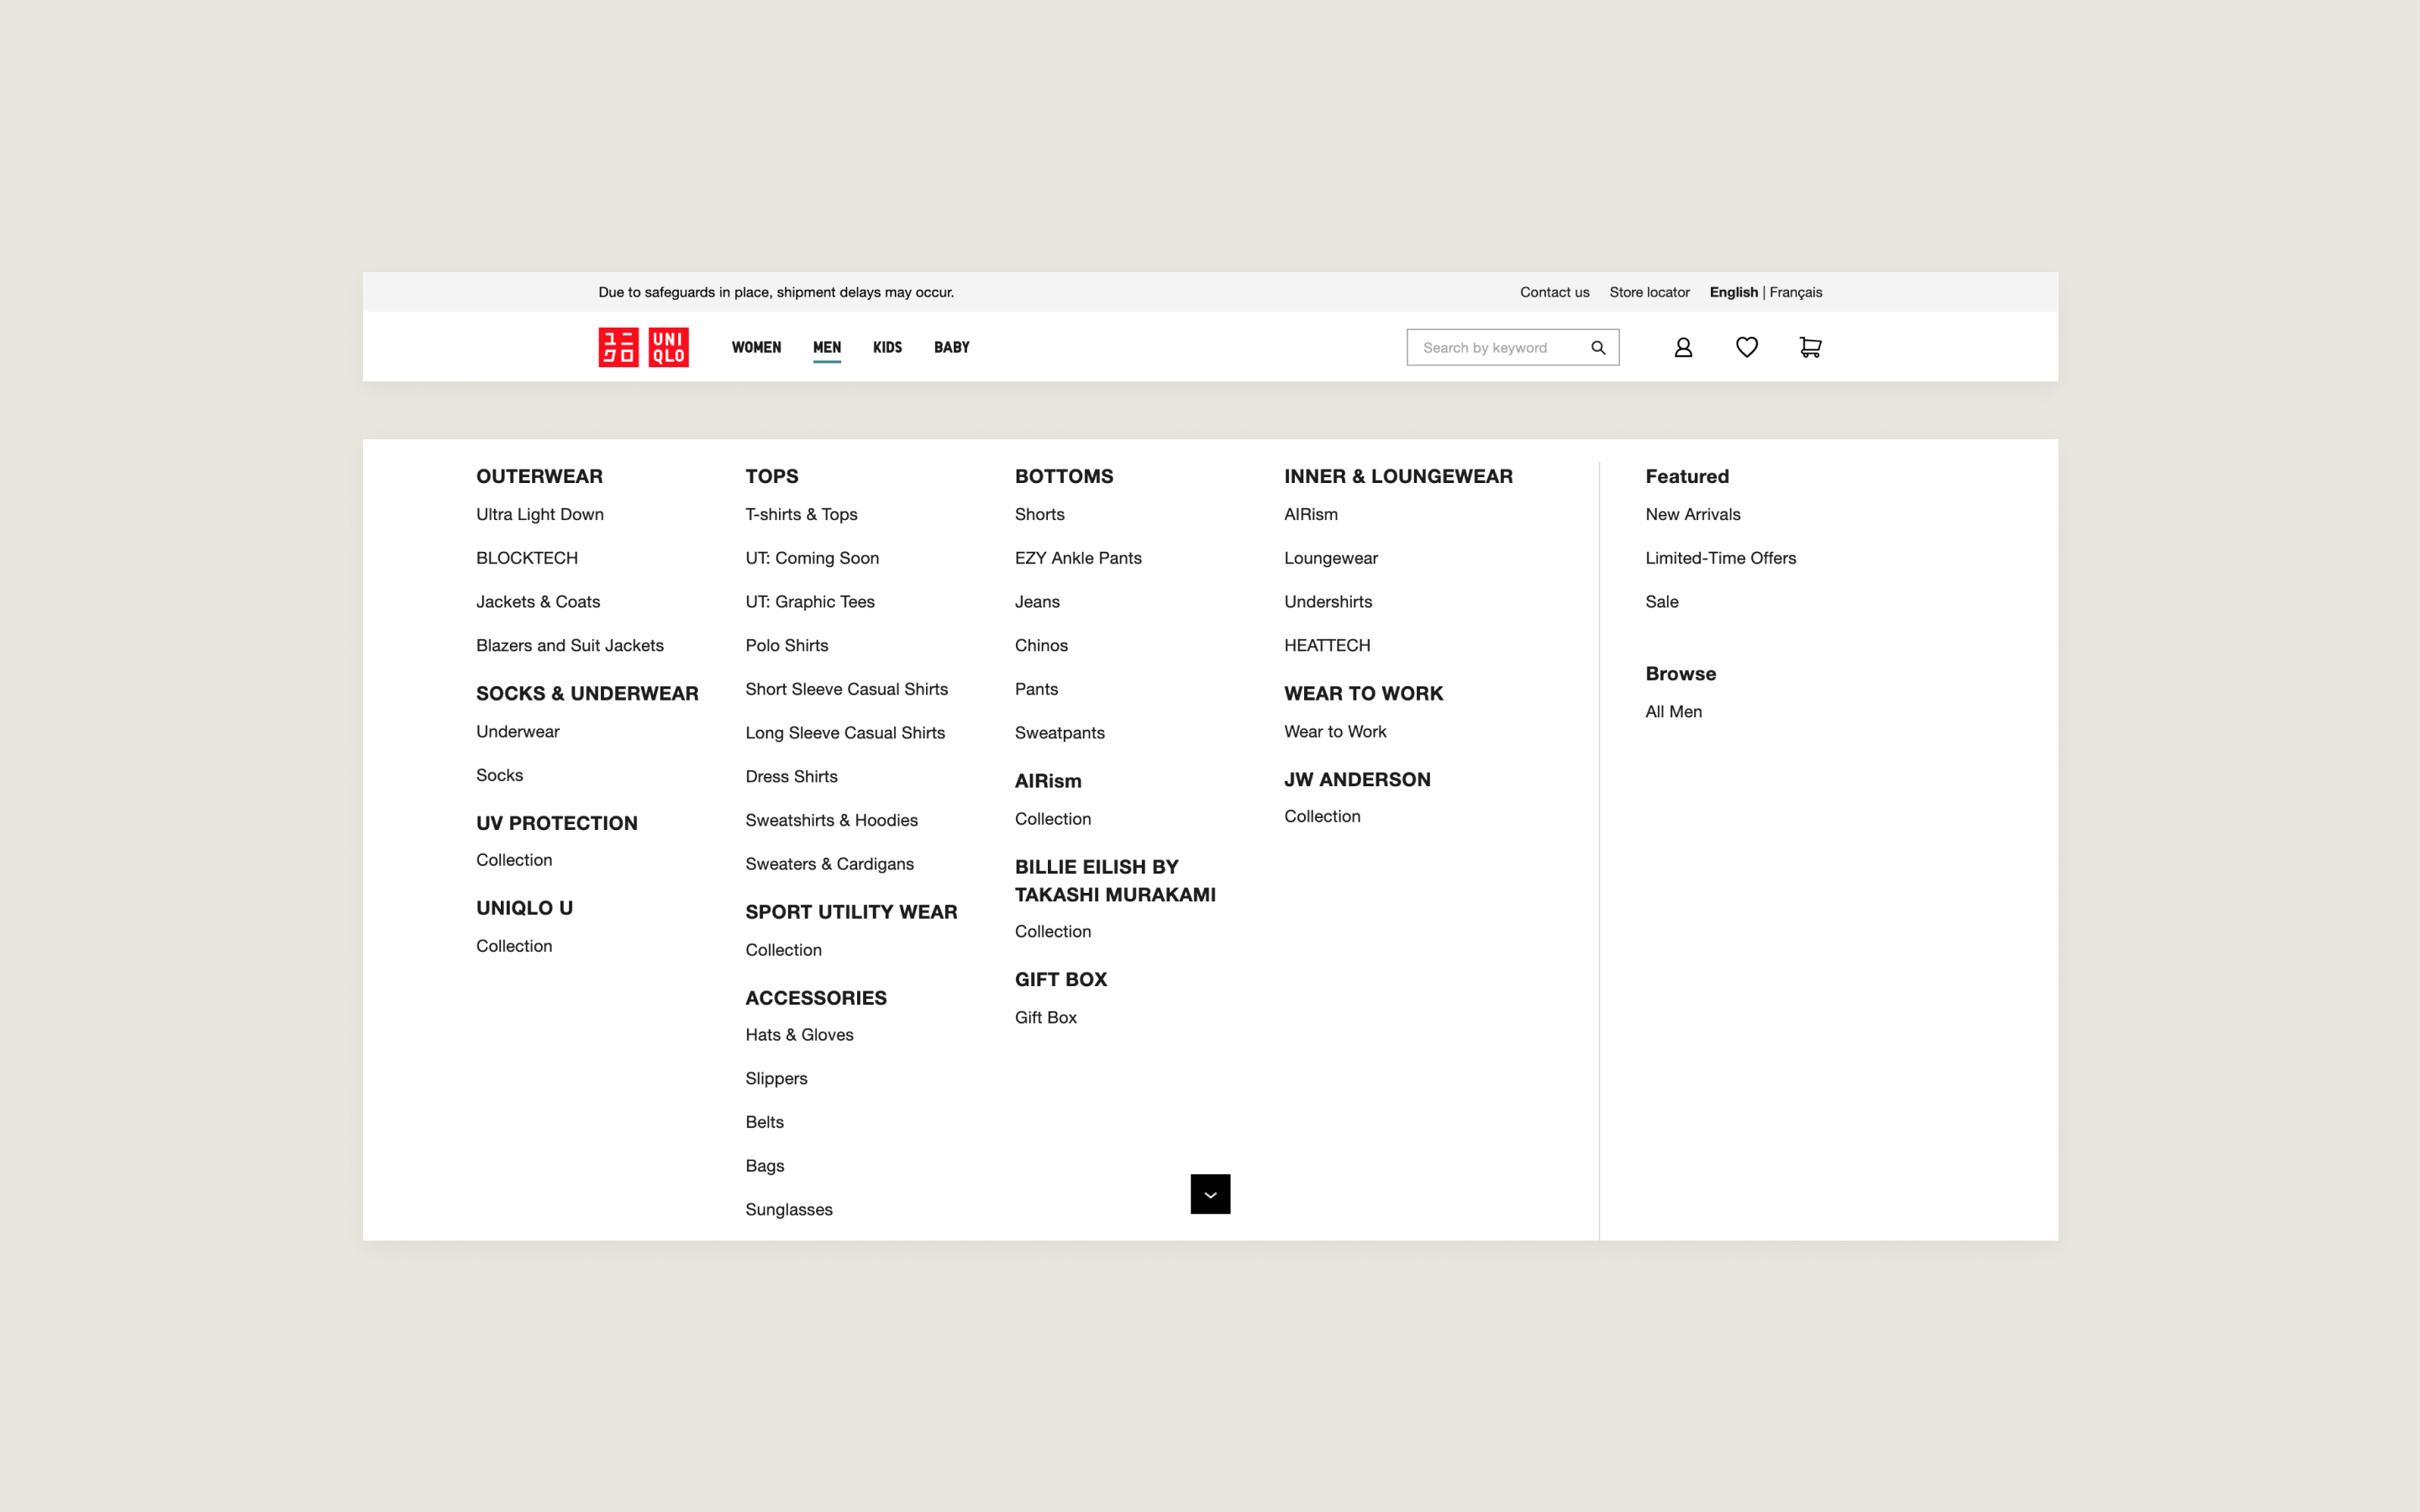 Due to safeguards in place, shipment delays may occur.
Contact us
Store locator
English | Français
ユニ
クロ
UNI
QLO
WOMEN
MEN
KIDS
BABY
Search by keyword
OUTERWEAR
Ultra Light Down
BLOCKTECH
Jackets & Coats
Blazers and Suit Jackets
SOCKS & UNDERWEAR
Underwear
Socks
UV PROTECTION
Collection
UNIQLO U
Collection
TOPS
T-shirts & Tops
UT: Coming Soon
UT: Graphic Tees
Polo Shirts
Short Sleeve Casual Shirts
Long Sleeve Casual Shirts
Dress Shirts
Sweatshirts & Hoodies
Sweaters & Cardigans
SPORT UTILITY WEAR
Collection
ACCESSORIES
Hats & Gloves
Slippers
Belts
Bags
Sunglasses
BOTTOMS
Shorts
EZY Ankle Pants
Jeans
Chinos
Pants
Sweatpants
AIRism
Collection
BILLIE EILISH BY
TAKASHI MURAKAMI
Collection
GIFT BOX
Gift Box
INNER & LOUNGEWEAR
AIRism
Loungewear
Undershirts
HEATTECH
WEAR TO WORK
Wear to Work
JW ANDERSON
Collection
Featured
New Arrivals
Limited-Time Offers
Sale
Browse
All Men